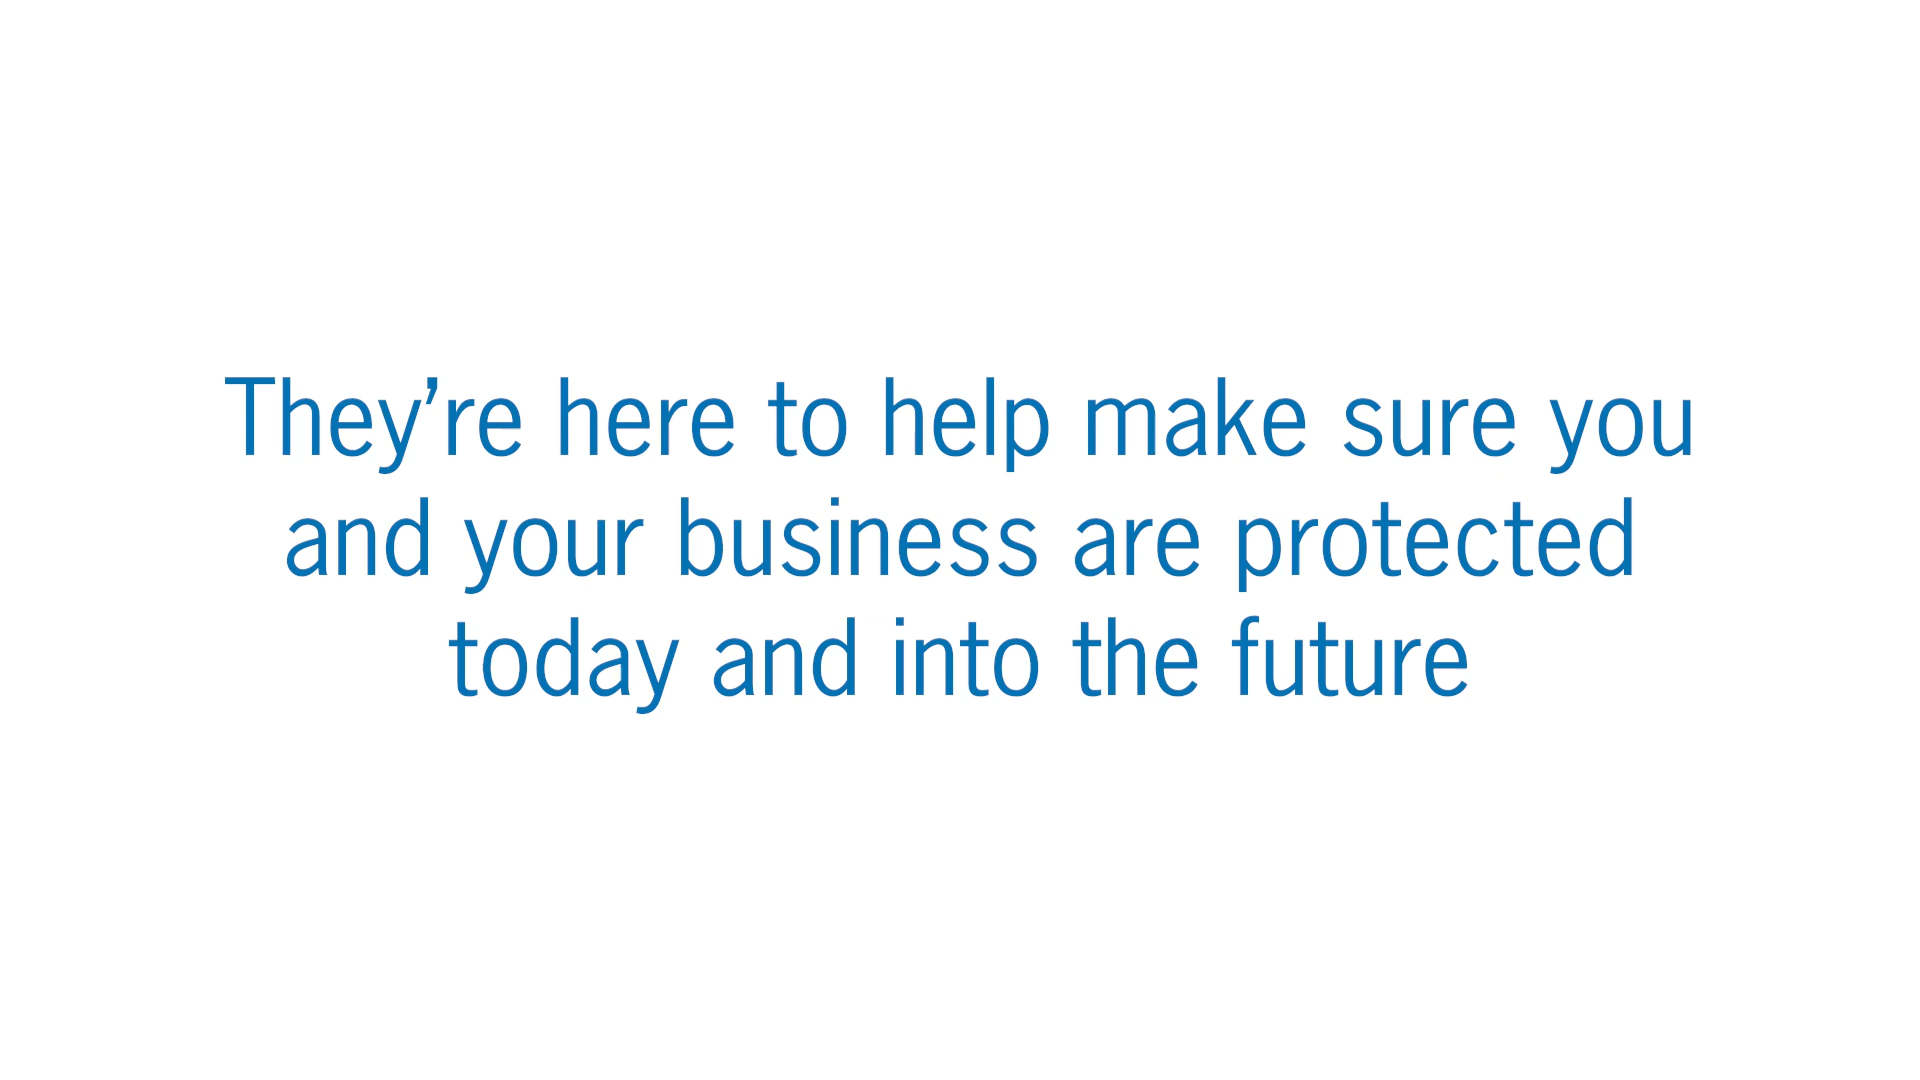 They’re here to help make sure you
and your business are protected
today and into the future